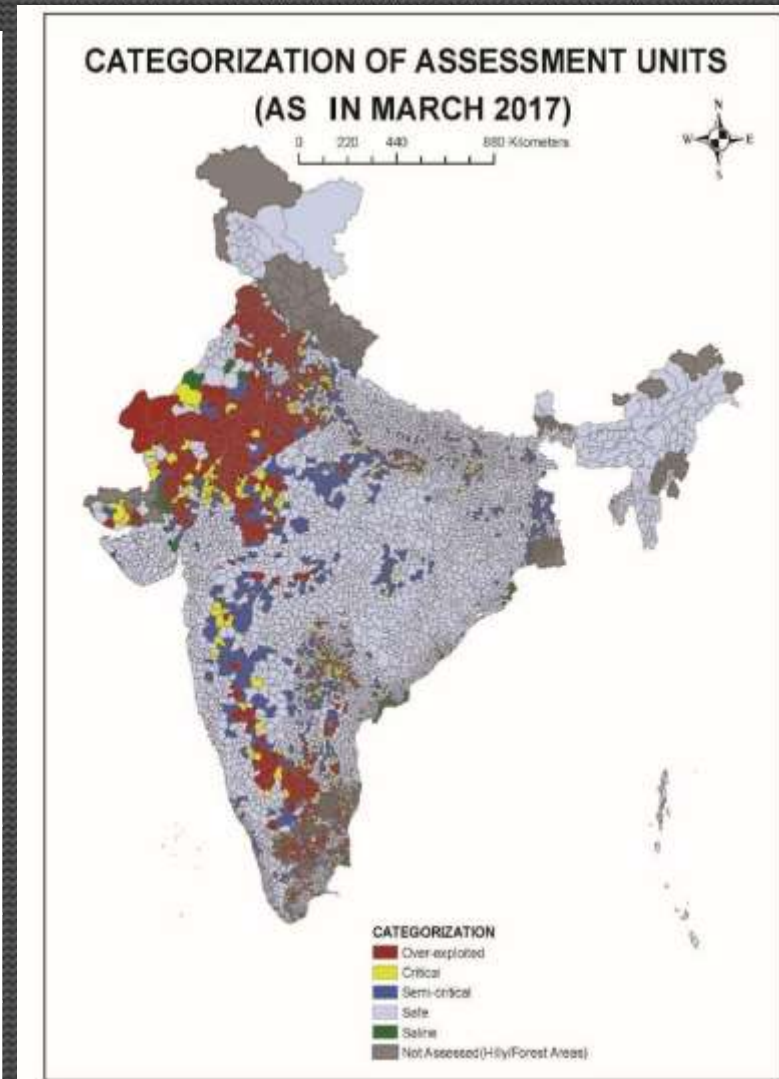 CATEGORIZATION OF ASSESSMENT UNITS
(AS IN MARCH 2017)
0 220 440 880 Kilometers
N
W E
S
CATEGORIZATION
Over-exploited
Critical
Semi-critical
Safe
Saline
Not Assessed(Hilly/Forest Areas)